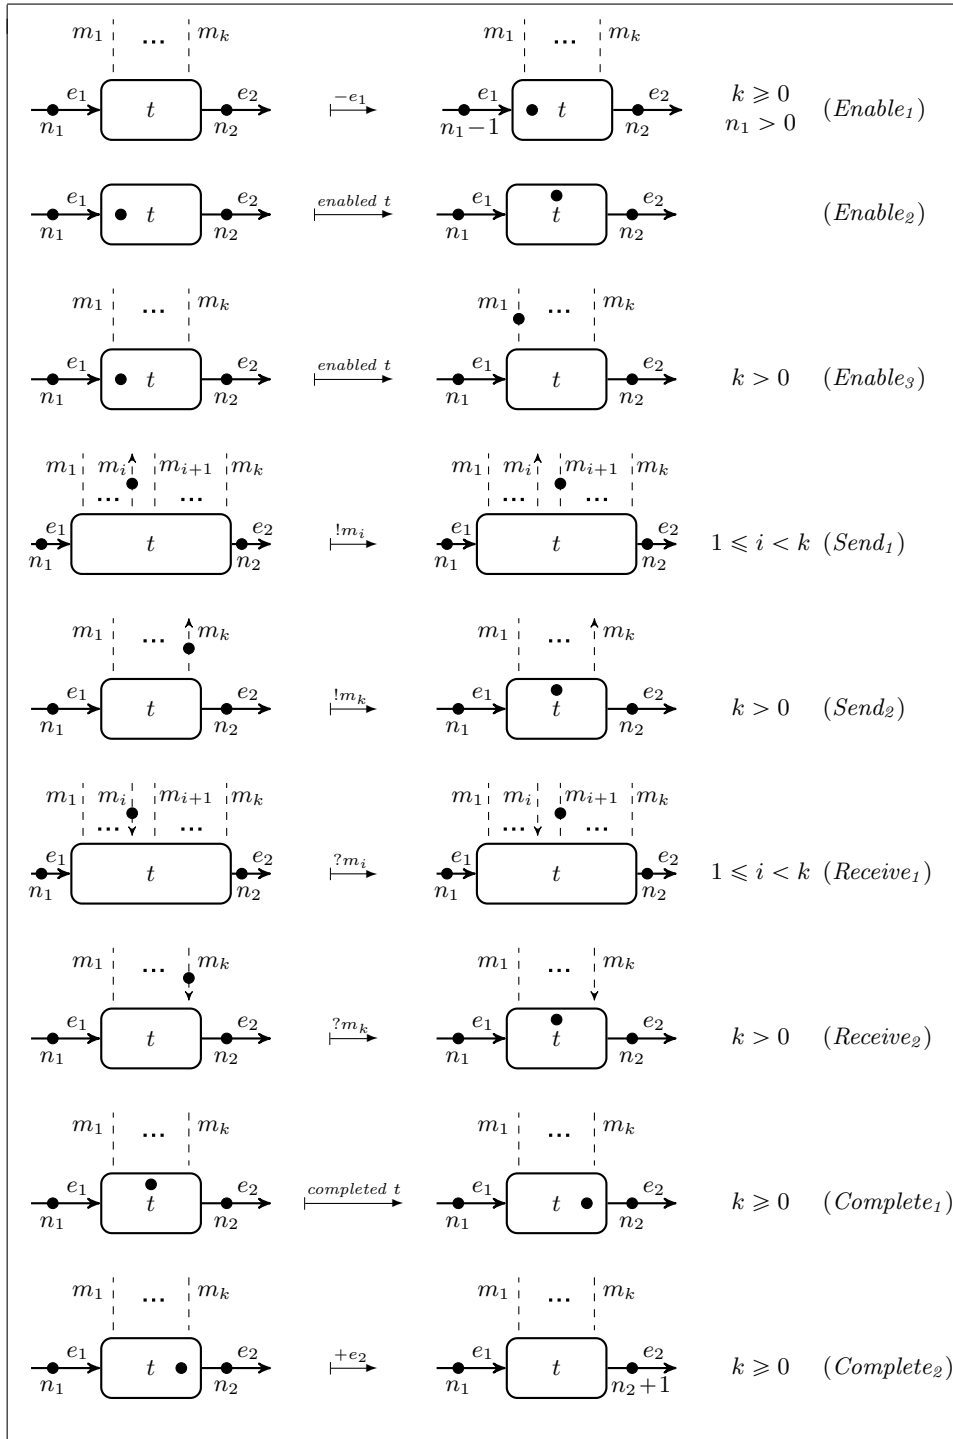 m₁ ... mₖ m₁ ... mₖ
e₁ t e₂ −e₁ e₁ t e₂ k ⩾ 0 (Enable₁)
n₁ n₂ n₁−1 n₂ n₁ > 0
e₁ t e₂ enabled t e₁ t e₂ (Enable₂)
n₁ n₂ n₁ n₂
m₁ ... mₖ m₁ ... mₖ
e₁ t e₂ enabled t e₁ t e₂ k > 0 (Enable₃)
n₁ n₂ n₁ n₂
m₁ mᵢ mᵢ₊₁ mₖ m₁ mᵢ mᵢ₊₁ mₖ
... ... ... ...
e₁ t e₂ !mᵢ e₁ t e₂ 1 ⩽ i < k (Send₁)
n₁ n₂ n₁ n₂
m₁ ... mₖ m₁ ... mₖ
e₁ t e₂ !mₖ e₁ t e₂ k > 0 (Send₂)
n₁ n₂ n₁ n₂
m₁ mᵢ mᵢ₊₁ mₖ m₁ mᵢ mᵢ₊₁ mₖ
... ... ... ...
e₁ t e₂ ?mᵢ e₁ t e₂ 1 ⩽ i < k (Receive₁)
n₁ n₂ n₁ n₂
m₁ ... mₖ m₁ ... mₖ
e₁ t e₂ ?mₖ e₁ t e₂ k > 0 (Receive₂)
n₁ n₂ n₁ n₂
m₁ ... mₖ m₁ ... mₖ
e₁ t e₂ completed t e₁ t e₂ k ⩾ 0 (Complete₁)
n₁ n₂ n₁ n₂
m₁ ... mₖ m₁ ... mₖ
e₁ t e₂ +e₂ e₁ t e₂ k ⩾ 0 (Complete₂)
n₁ n₂ n₁ n₂+1